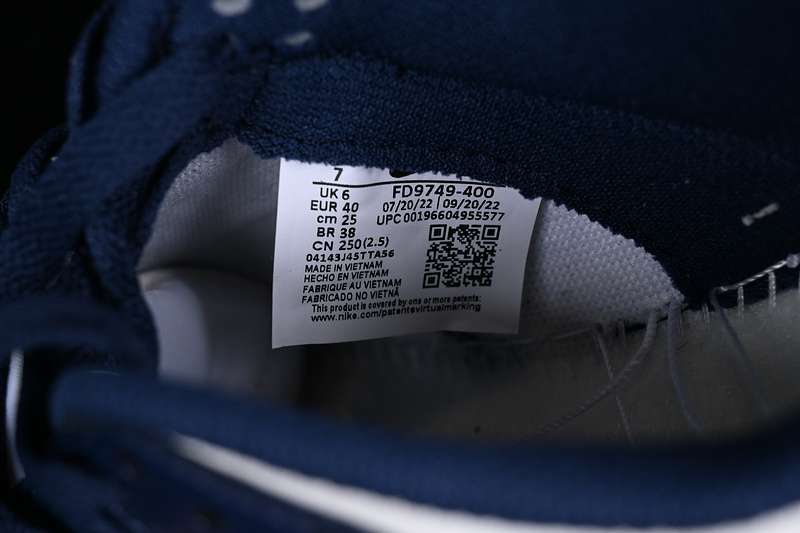 7
UK 6
EUR 40
cm 25
BR 38
CN 250(2.5)
FD9749-400
07/20/22 | 09/20/22
UPC 00196604955577
04143J45TTA56
MADE IN VIETNAM
HECHO EN VIETNAM
FABRIQUE AU VIETNAM
FABRICADO NO VIETNÃ
This product is covered by one or more patents:
www.nike.com/patentsvirtualmarking